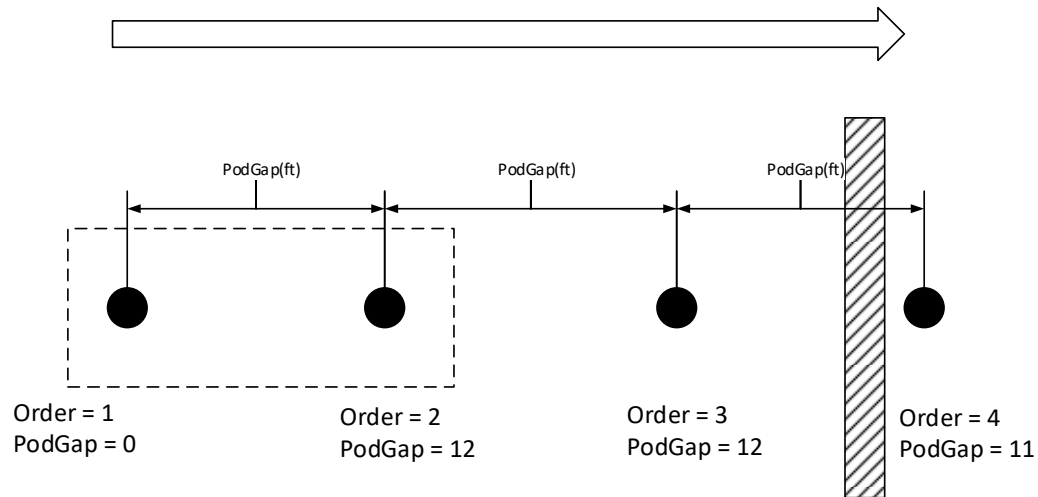 PodGap(ft)
PodGap(ft)
PodGap(ft)
Order = 1
PodGap = 0
Order = 2
PodGap = 12
Order = 3
PodGap = 12
Order = 4
PodGap = 11